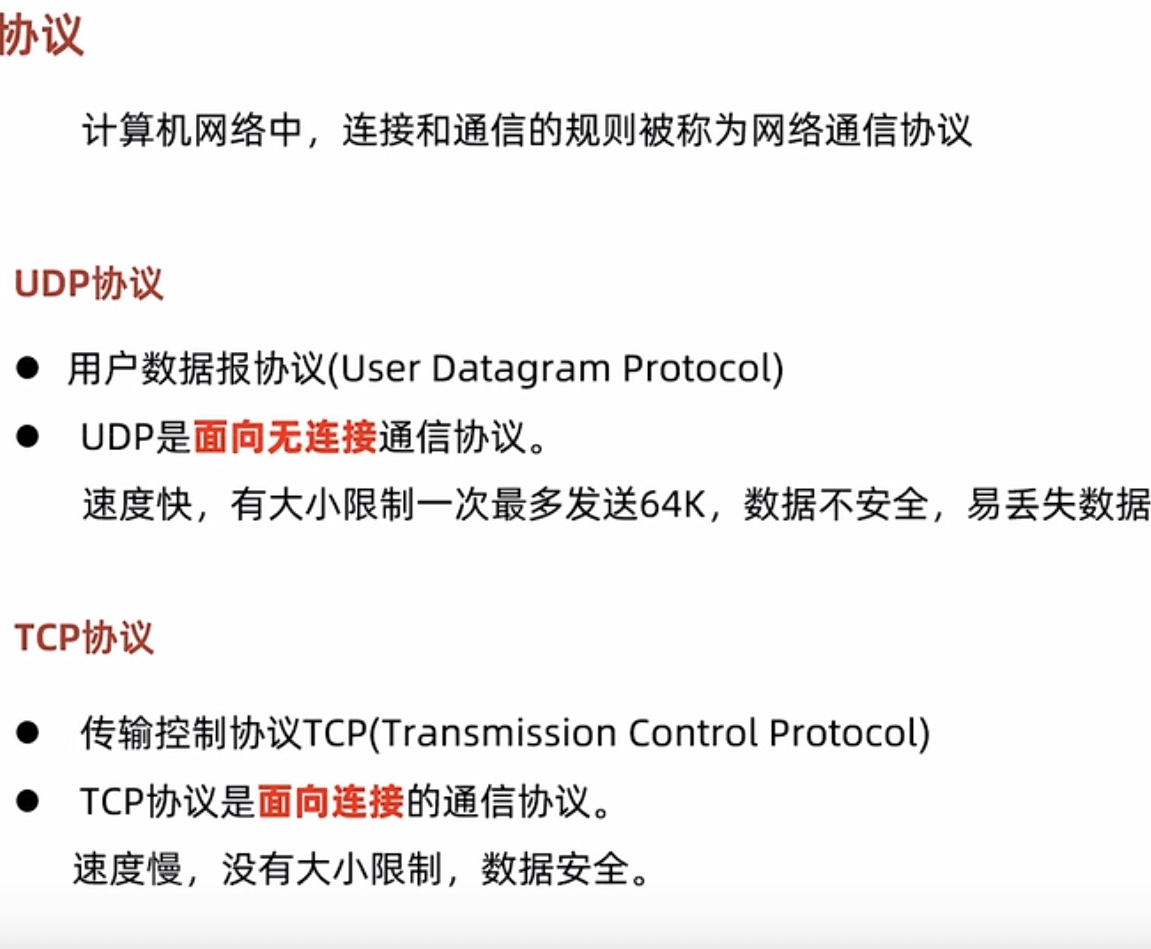 协议
计算机网络中，连接和通信的规则被称为网络通信协议
UDP协议
● 用户数据报协议(User Datagram Protocol)
● UDP是面向无连接通信协议。
速度快，有大小限制一次最多发送64K，数据不安全，易丢失数据
TCP协议
● 传输控制协议TCP(Transmission Control Protocol)
● TCP协议是面向连接的通信协议。
速度慢，没有大小限制，数据安全。